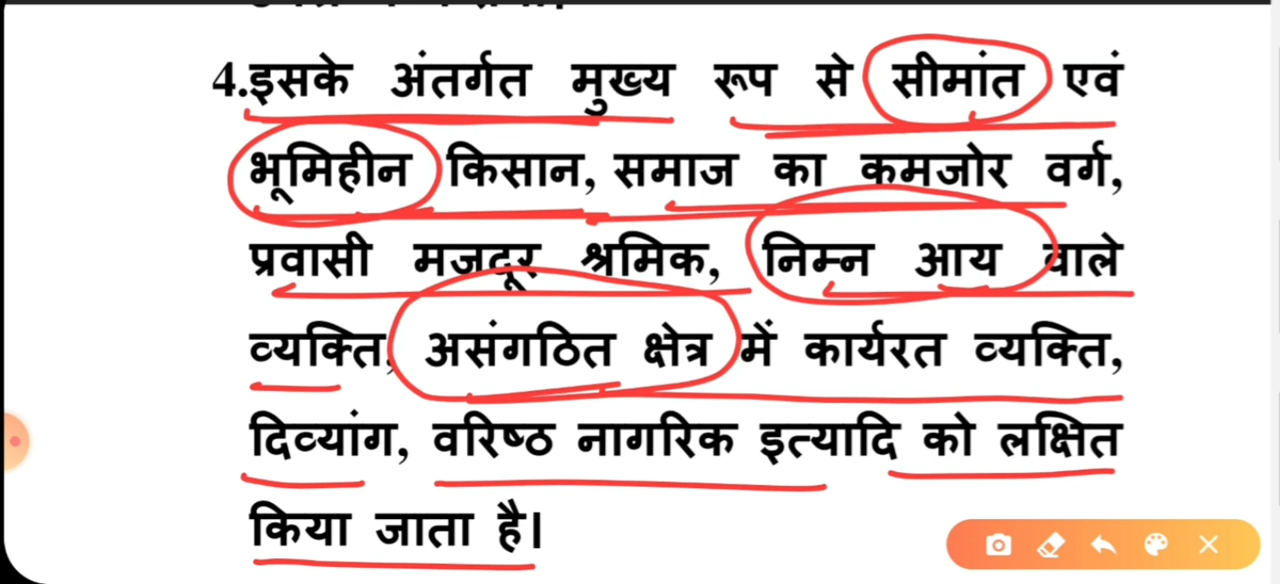 4.इसके अंतर्गत मुख्य रूप से सीमांत एवं
भूमिहीन किसान, समाज का कमजोर वर्ग,
प्रवासी मजदूर श्रमिक, निम्न आय वाले
व्यक्ति, असंगठित क्षेत्र में कार्यरत व्यक्ति,
दिव्यांग, वरिष्ठ नागरिक इत्यादि को लक्षित
किया जाता है।